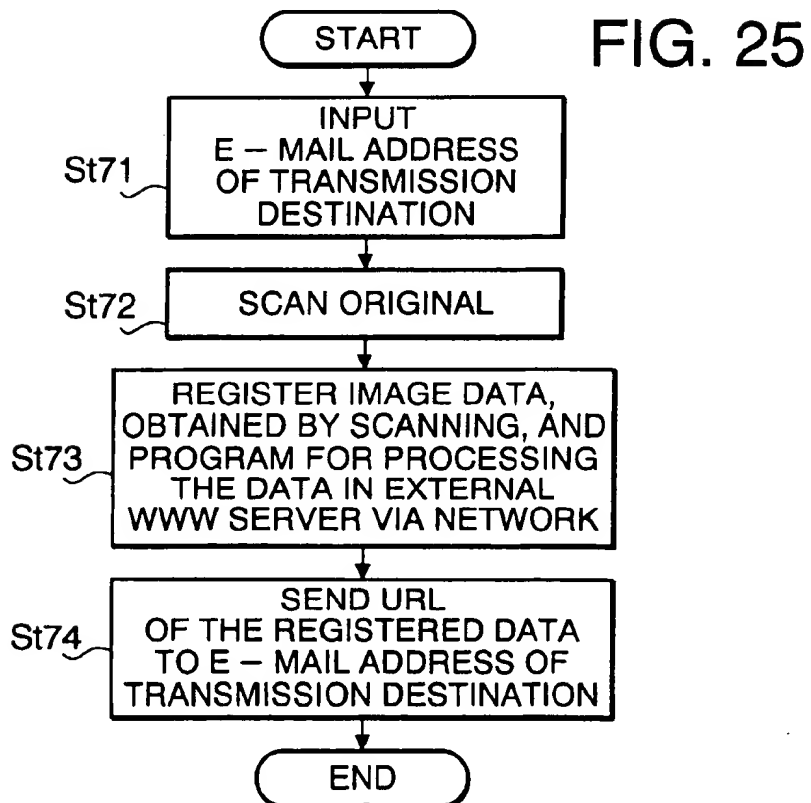 START
FIG. 25
INPUT
E – MAIL ADDRESS
OF TRANSMISSION
DESTINATION
St71
SCAN ORIGINAL
St72
REGISTER IMAGE DATA,
OBTAINED BY SCANNING, AND
PROGRAM FOR PROCESSING
THE DATA IN EXTERNAL
WWW SERVER VIA NETWORK
St73
SEND URL
OF THE REGISTERED DATA
TO E – MAIL ADDRESS OF
TRANSMISSION DESTINATION
St74
END